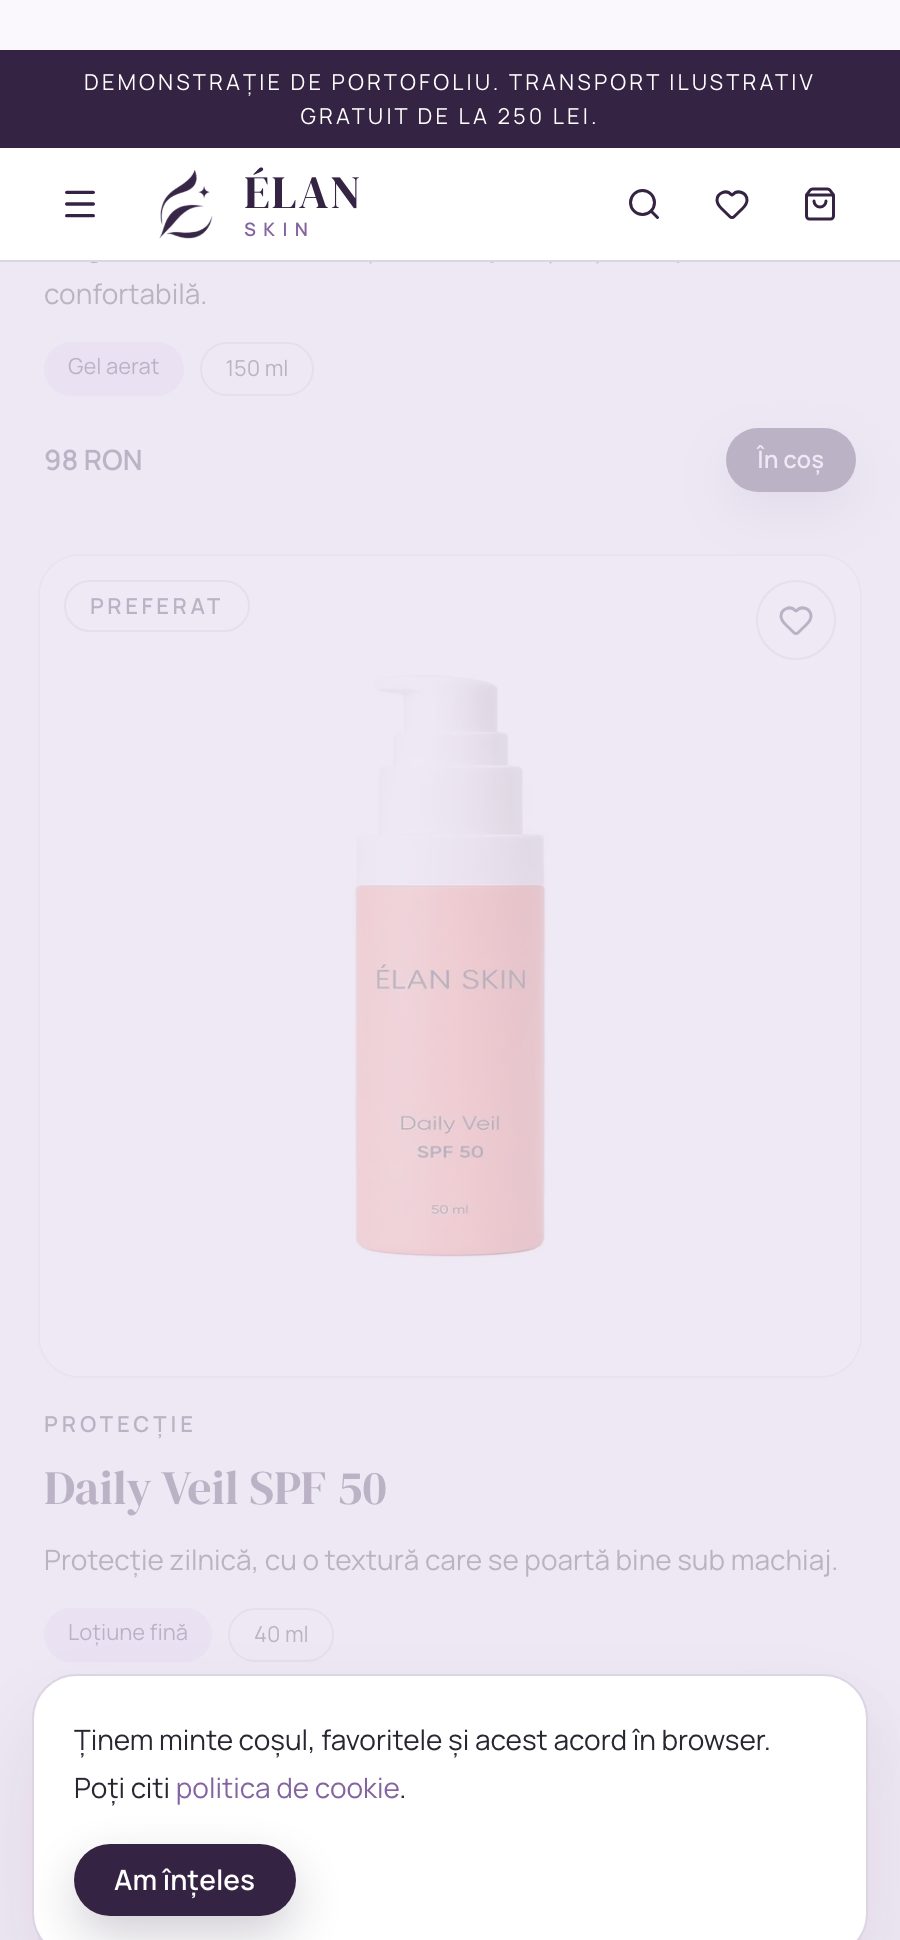 DEMONSTRAȚIE DE PORTOFOLIU. TRANSPORT ILUSTRATIV
GRATUIT DE LA 250 LEI.
ÉLAN
SKIN
confortabilă.
Gel aerat
150 ml
98 RON
În coș
PREFERAT
ÉLAN SKIN
Daily Veil
SPF 50
50 ml
PROTECȚIE
Daily Veil SPF 50
Protecție zilnică, cu o textură care se poartă bine sub machiaj.
Loțiune fină
40 ml
Ținem minte coșul, favoritele și acest acord în browser.
Poți citi politica de cookie.
Am înțeles